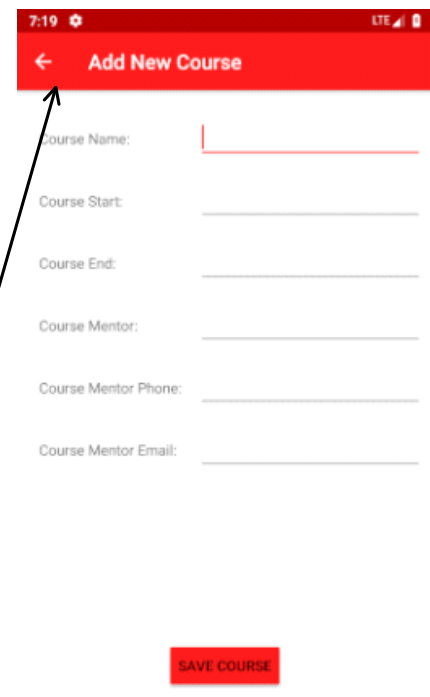 7:19 LTE
Add New Course
Course Name:
Course Start:
Course End:
Course Mentor:
Course Mentor Phone:
Course Mentor Email:
SAVE COURSE